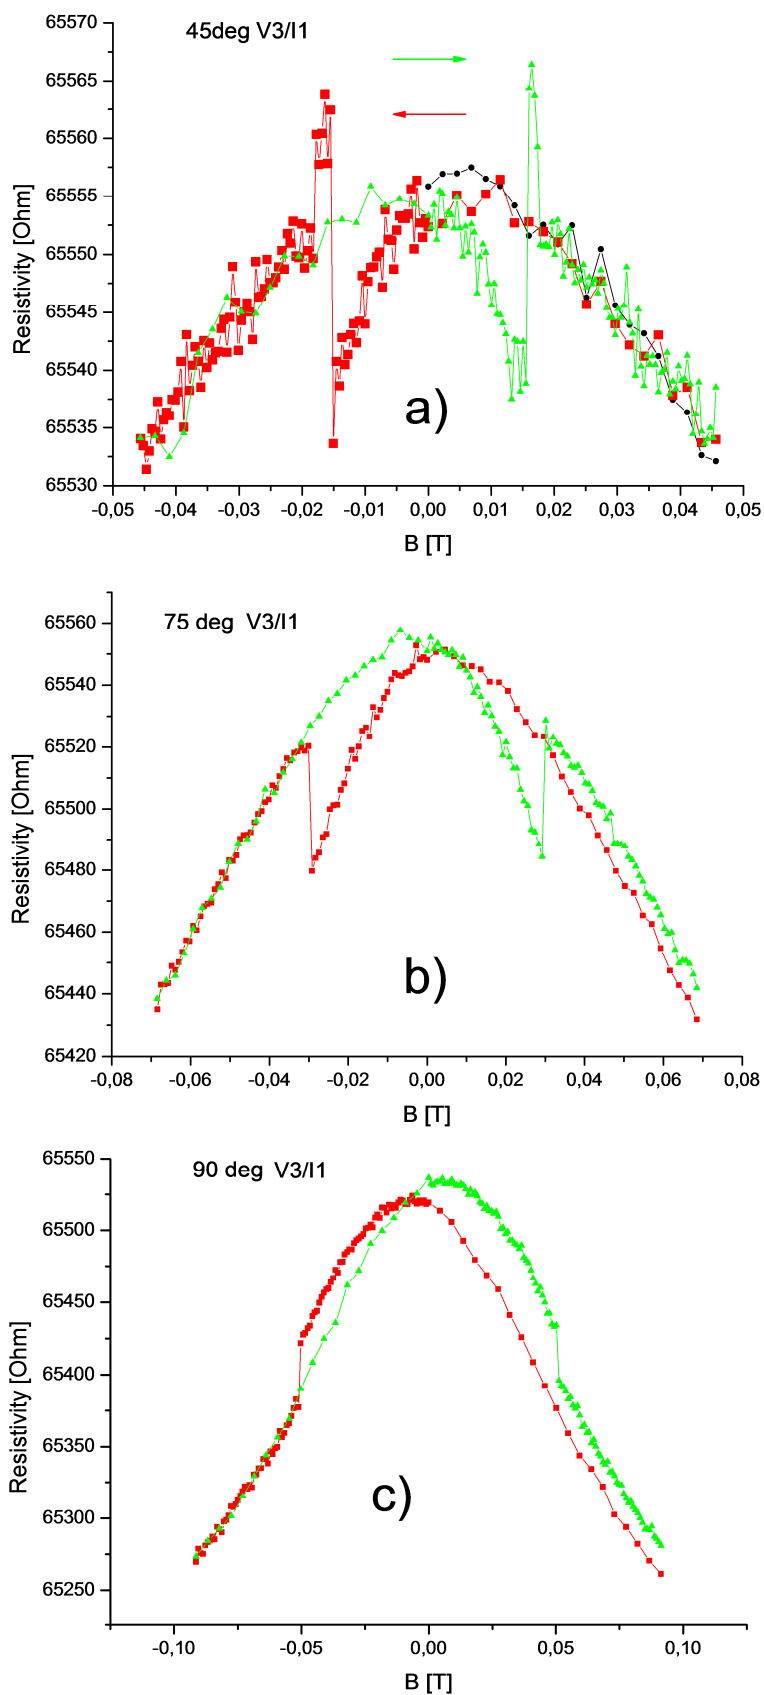 45deg V3/I1
65570
65565
65560
65555
65550
65545
65540
65535
65530
Resistivity [Ohm]
a)
-0,05 -0,04 -0,03 -0,02 -0,01 0,00 0,01 0,02 0,03 0,04 0,05
B [T]
75 deg V3/I1
65560
65540
65520
65500
65480
65460
65440
65420
Resistivity [Ohm]
b)
-0,08 -0,06 -0,04 -0,02 0,00 0,02 0,04 0,06 0,08
B [T]
90 deg V3/I1
65550
65500
65450
65400
65350
65300
65250
Resistivity [Ohm]
c)
-0,10 -0,05 0,00 0,05 0,10
B [T]